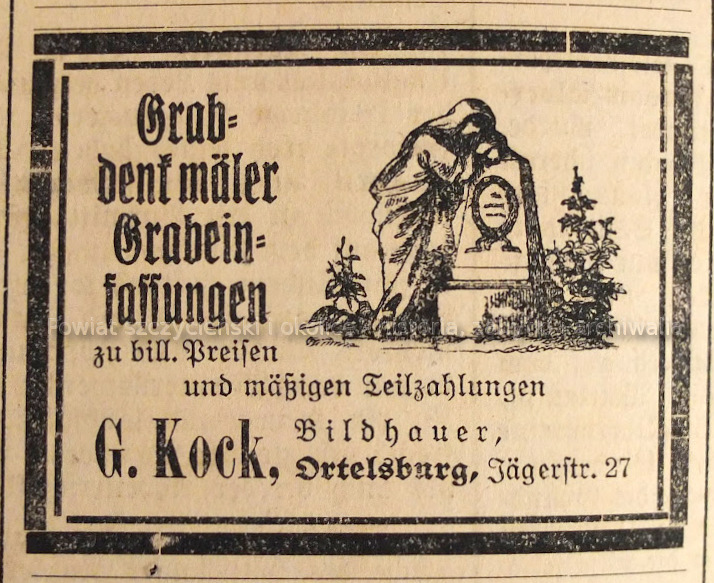 Grab-
denkmäler
Grabein-
fassungen
zu bill. Preisen
und mäßigen Teilzahlungen
G. Kock, Bildhauer,
Ortelsburg, Jägerstr. 27